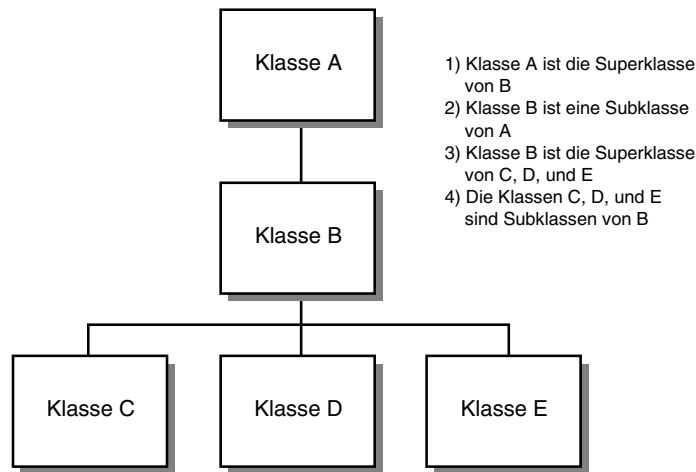 Klasse A
1) Klasse A ist die Superklasse
von B
2) Klasse B ist eine Subklasse
von A
3) Klasse B ist die Superklasse
von C, D, und E
4) Die Klassen C, D, und E
sind Subklassen von B
Klasse B
Klasse C
Klasse D
Klasse E